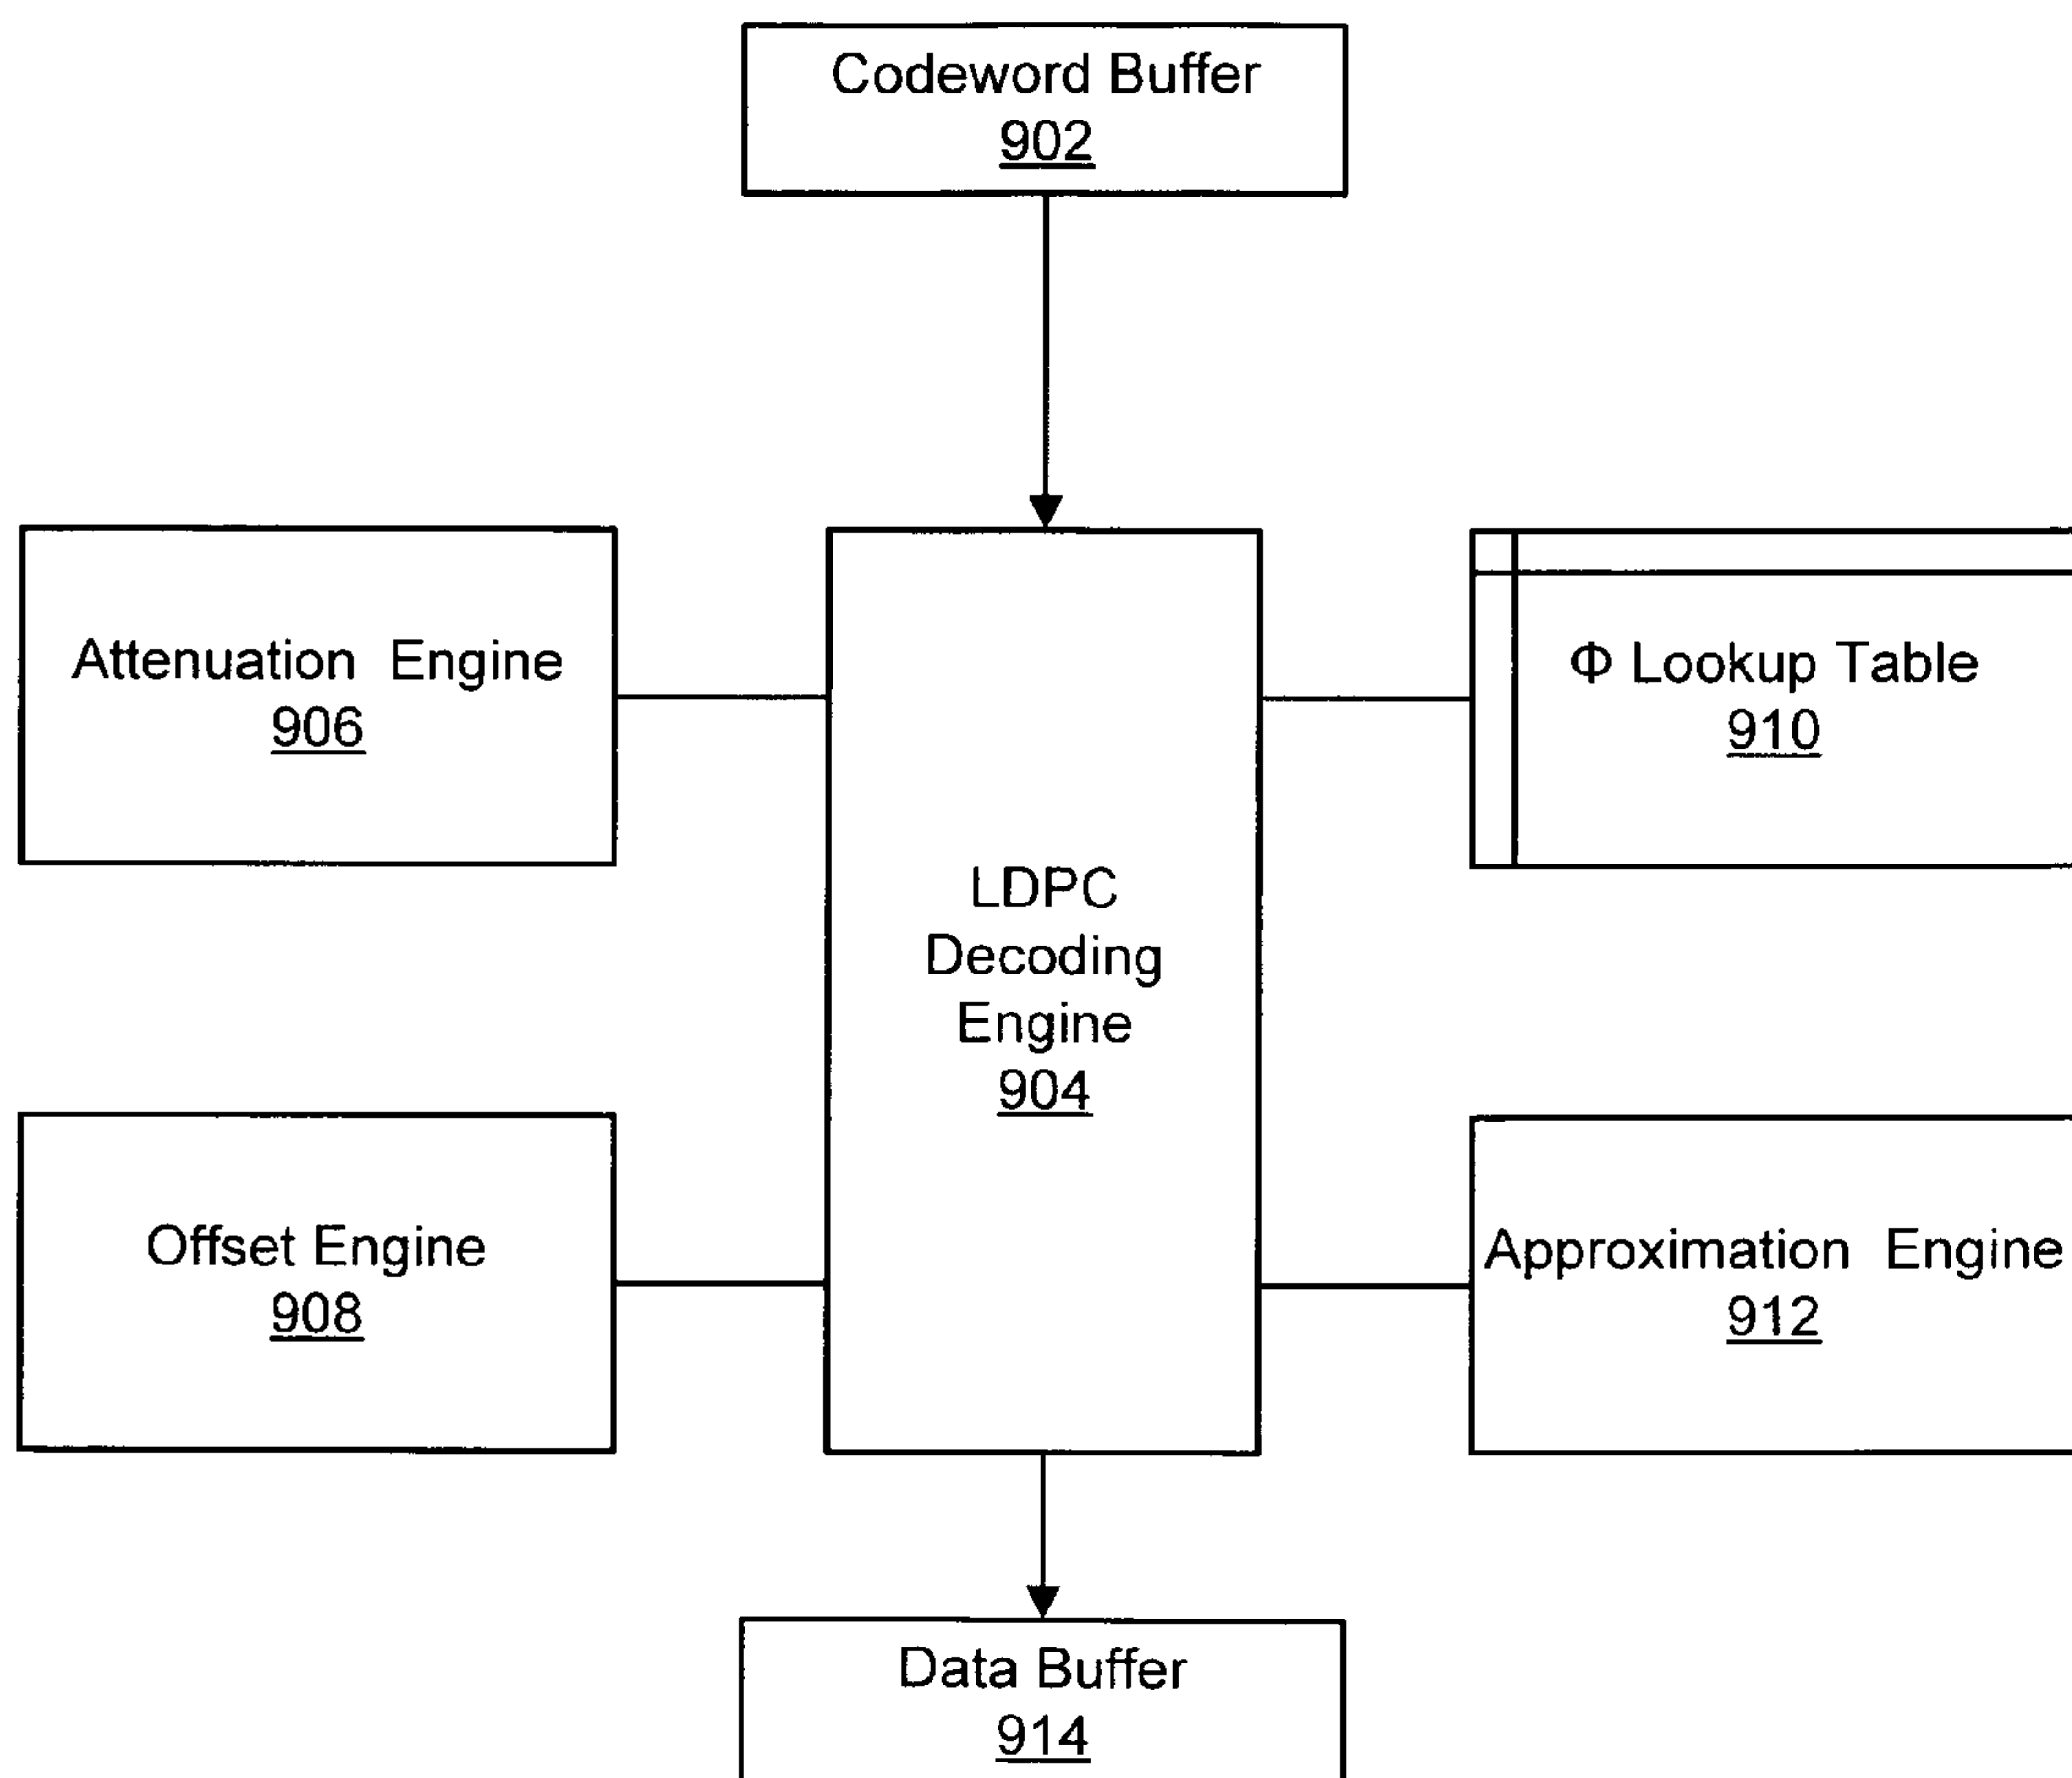 Codeword Buffer
902
Attenuation Engine
906
Φ Lookup Table
910
LDPC
Decoding
Engine
904
Offset Engine
908
Approximation Engine
912
Data Buffer
914